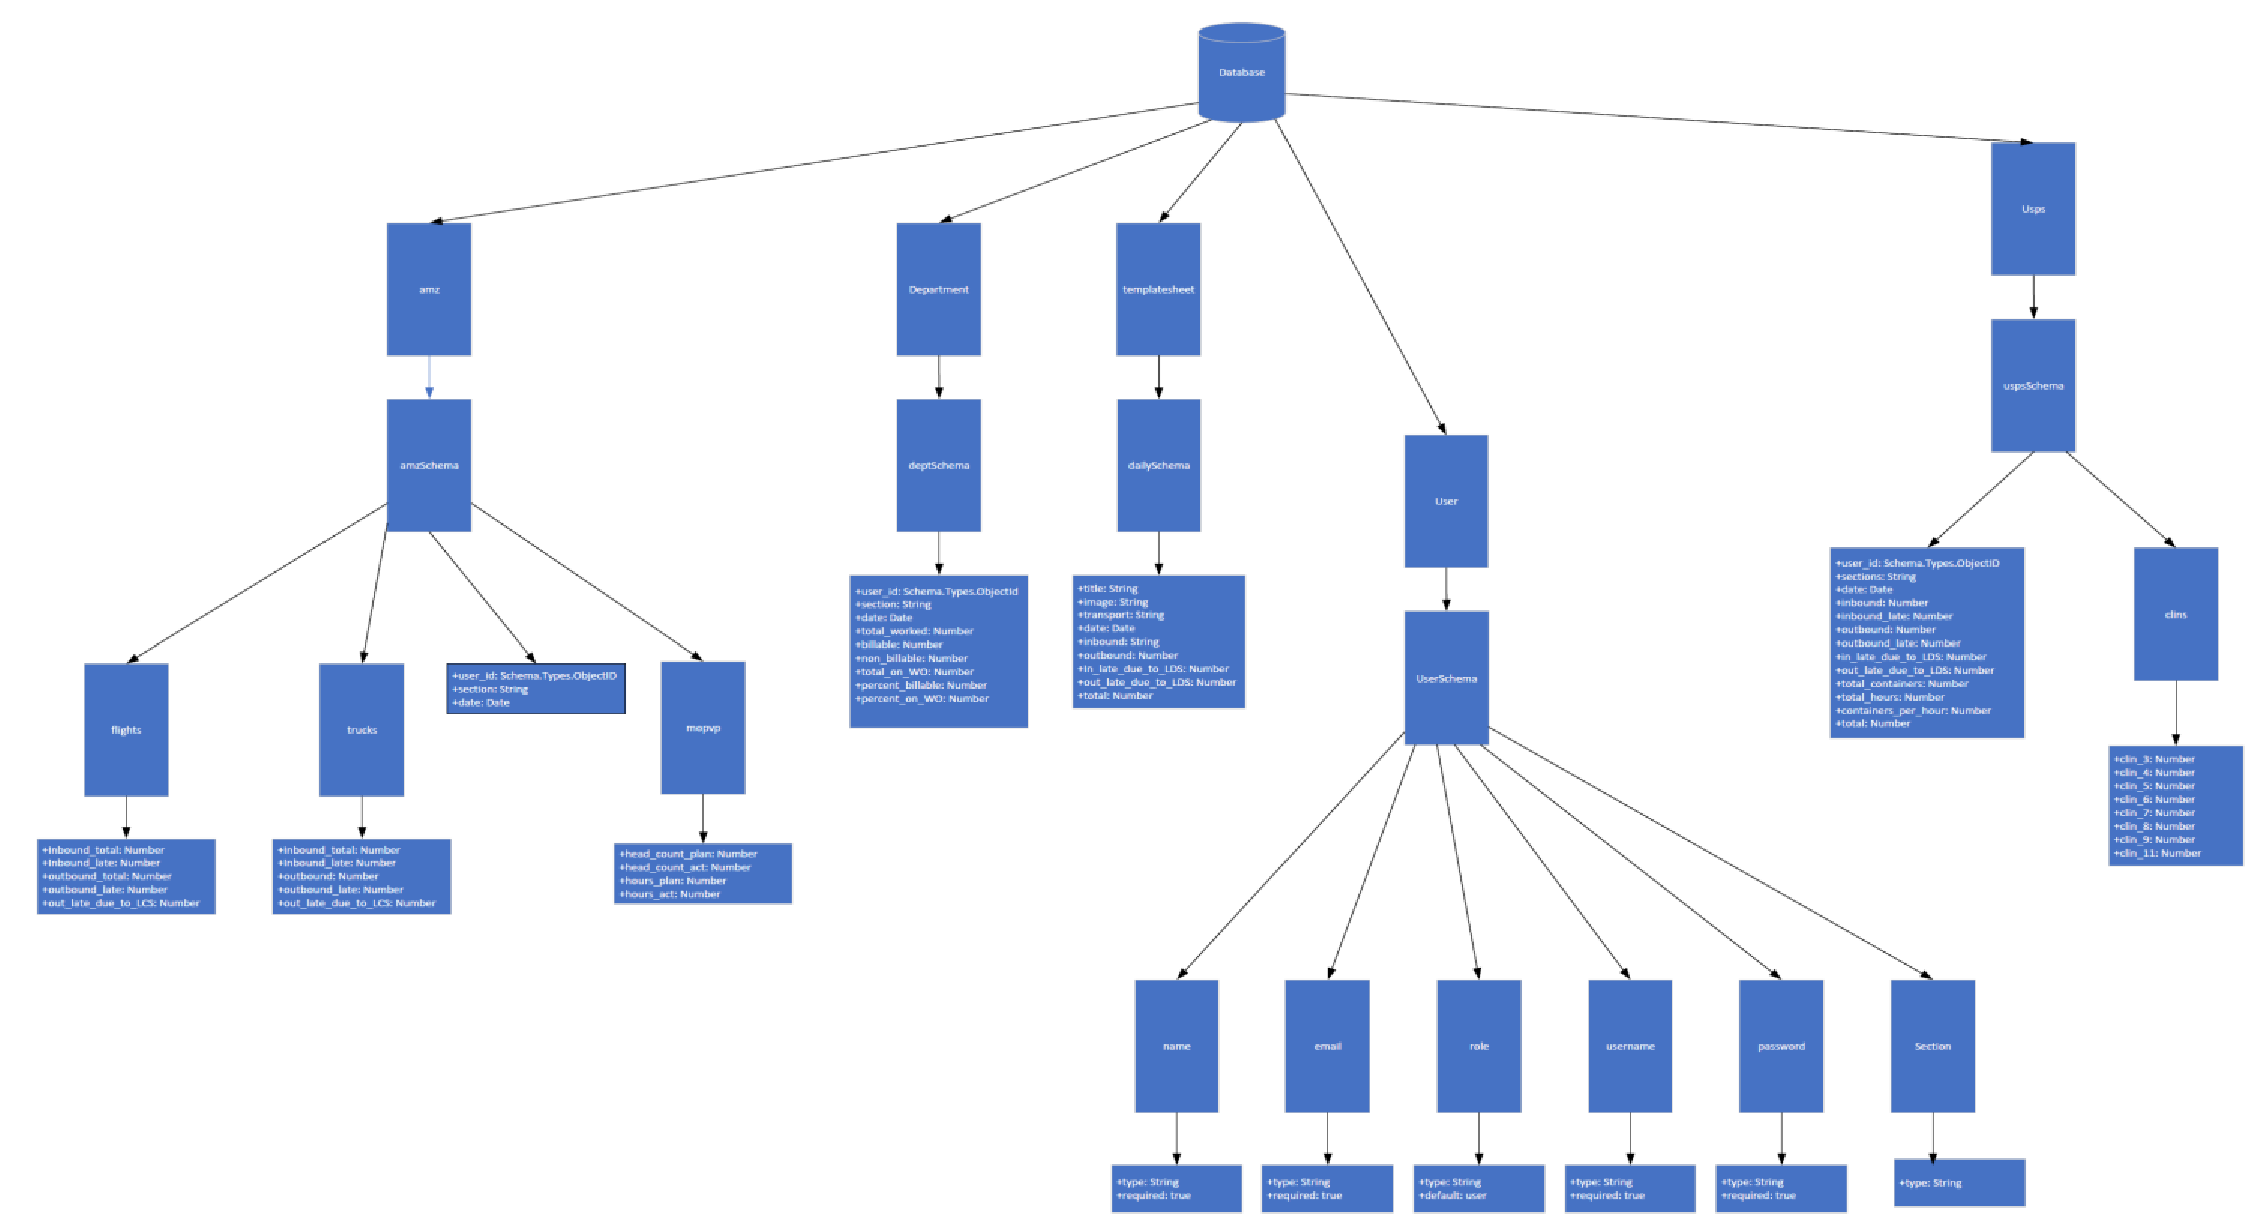 Database
Usps
amz
Department
templatesheet
uspsSchema
amzSchema
deptSchema
dailySchema
User
+user_id: Schema.Types.ObjectID
+sections: String
+date: Date
+inbound: Number
+inbound_late: Number
+outbound: Number
+outbound_late: Number
+in_late_due_to_LDS: Number
+out_late_due_to_LDS: Number
+total_containers: Number
+total_hours: Number
+containers_per_hour: Number
+total: Number
clins
+user_id: Schema.Types.ObjectId
+section: String
+date: Date
+total_worked: Number
+billable: Number
+non_billable: Number
+total_on_WO: Number
+percent_billable: Number
+percent_on_WO: Number
+title: String
+image: String
+transport: String
+date: Date
+inbound: String
+outbound: Number
+in_late_due_to_LDS: Number
+out_late_due_to_LDS: Number
+total: Number
UserSchema
flights
trucks
+user_id: Schema.Types.ObjectID
+section: String
+date: Date
mopvp
+clin_3: Number
+clin_4: Number
+clin_5: Number
+clin_6: Number
+clin_7: Number
+clin_8: Number
+clin_9: Number
+clin_11: Number
+inbound_total: Number
+inbound_late: Number
+outbound_total: Number
+outbound_late: Number
+out_late_due_to_LCS: Number
+inbound_total: Number
+inbound_late: Number
+outbound: Number
+outbound_late: Number
+out_late_due_to_LCS: Number
+head_count_plan: Number
+head_count_act: Number
+hours_plan: Number
+hours_act: Number
name
email
role
username
password
Section
+type: String
+required: true
+type: String
+required: true
+type: String
+default: user
+type: String
+required: true
+type: String
+required: true
+type: String